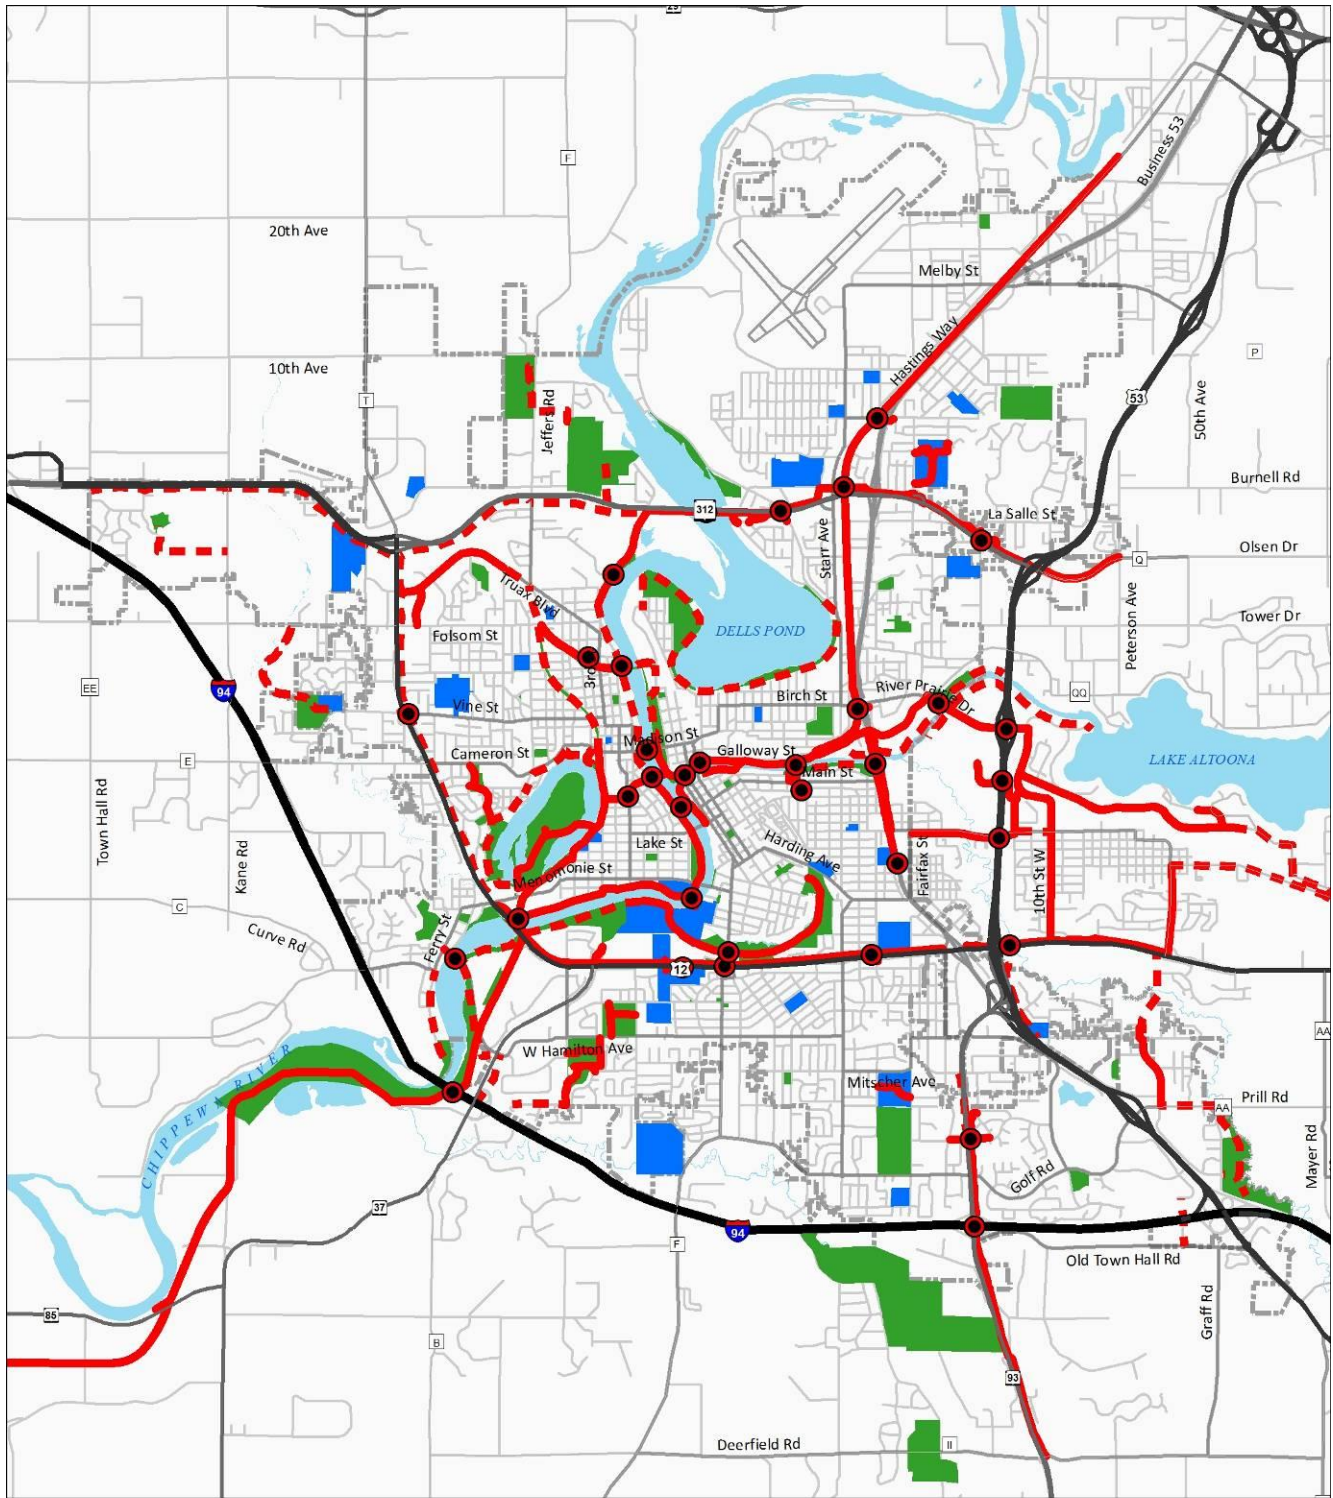 29
Business 53
F
20th Ave
Melby St
Hastings Way
10th Ave
P
53
50th Ave
T
Jeffers Rd
Burnell Rd
312
La Salle St
Starr Ave
Olsen Dr
Q
Truax Blvd
Folsom St
DELLS POND
Tower Dr
Peterson Ave
EE
94
3rd
Birch St
River Prairie Dr
QQ
Vine St
Madison St
Galloway St
Cameron St
E
Main St
LAKE ALTOONA
Town Hall Rd
Kane Rd
Lake St
Harding Ave
Fairfax St
10th St W
Menomonie St
C
Curve Rd
Ferry St
12
CHIPPEWA RIVER
W Hamilton Ave
AA
Mitscher Ave
Prill Rd
AA
Mayer Rd
Golf Rd
37
94
F
Old Town Hall Rd
85
Graff Rd
B
93
Deerfield Rd
II